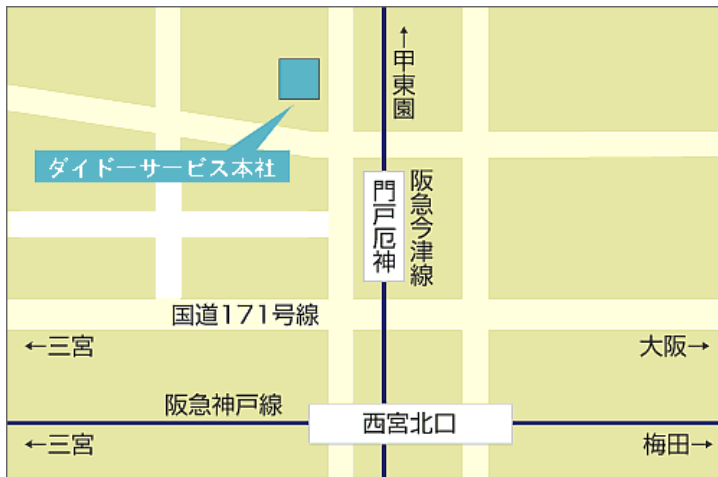 ↑甲東園
ダイドーサービス本社
門戸厄神
阪急今津線
国道171号線
←三宮
大阪→
阪急神戸線
西宮北口
←三宮
梅田→